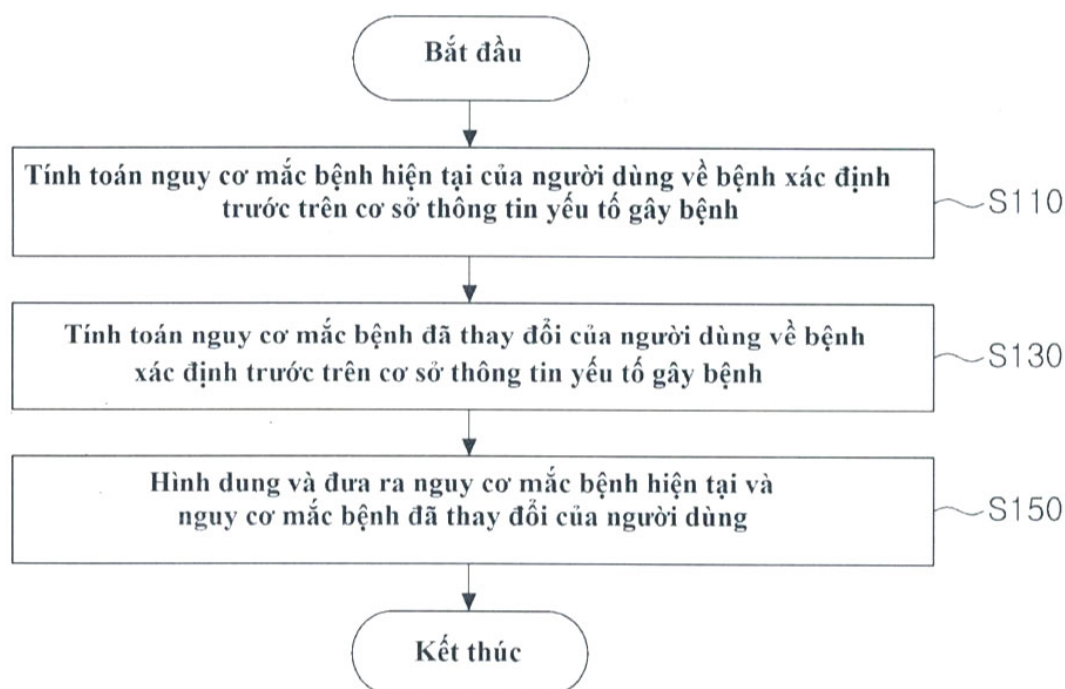 Bắt đầu
Tính toán nguy cơ mắc bệnh hiện tại của người dùng về bệnh xác định
trước trên cơ sở thông tin yếu tố gây bệnh
S110
Tính toán nguy cơ mắc bệnh đã thay đổi của người dùng về bệnh
xác định trước trên cơ sở thông tin yếu tố gây bệnh
S130
Hình dung và đưa ra nguy cơ mắc bệnh hiện tại và
nguy cơ mắc bệnh đã thay đổi của người dùng
S150
Kết thúc